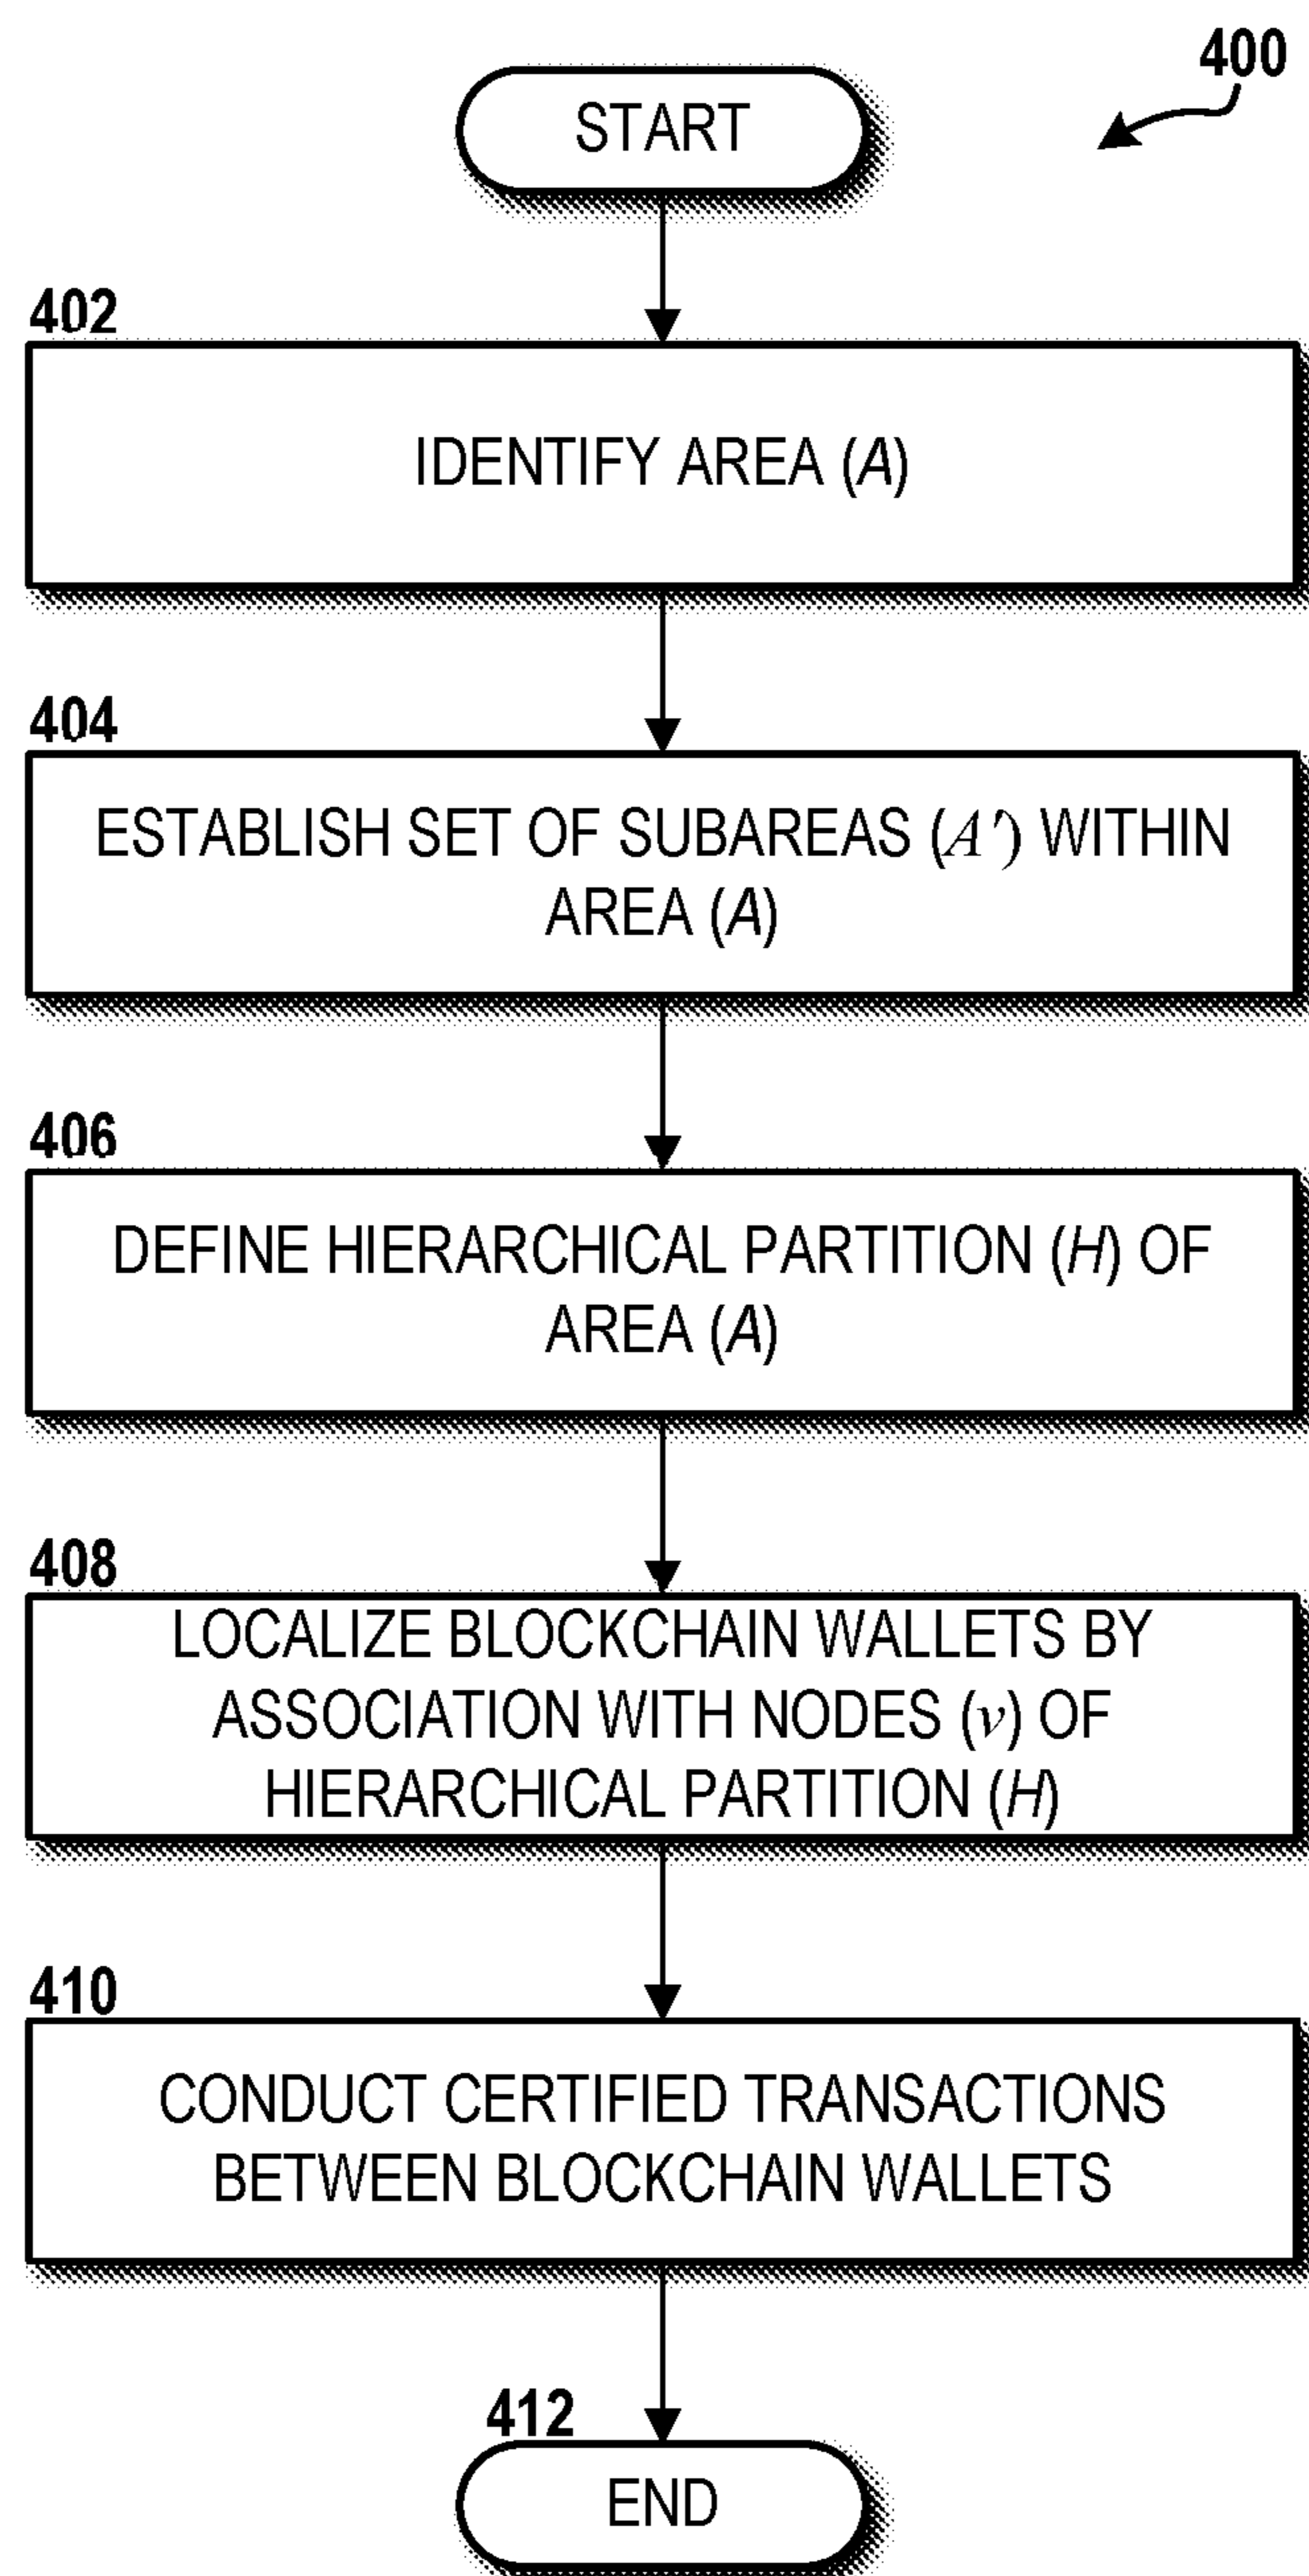 400
START
402
IDENTIFY AREA (A)
404
ESTABLISH SET OF SUBAREAS (A') WITHIN
AREA (A)
406
DEFINE HIERARCHICAL PARTITION (H) OF
AREA (A)
408
LOCALIZE BLOCKCHAIN WALLETS BY
ASSOCIATION WITH NODES (v) OF
HIERARCHICAL PARTITION (H)
410
CONDUCT CERTIFIED TRANSACTIONS
BETWEEN BLOCKCHAIN WALLETS
412
END